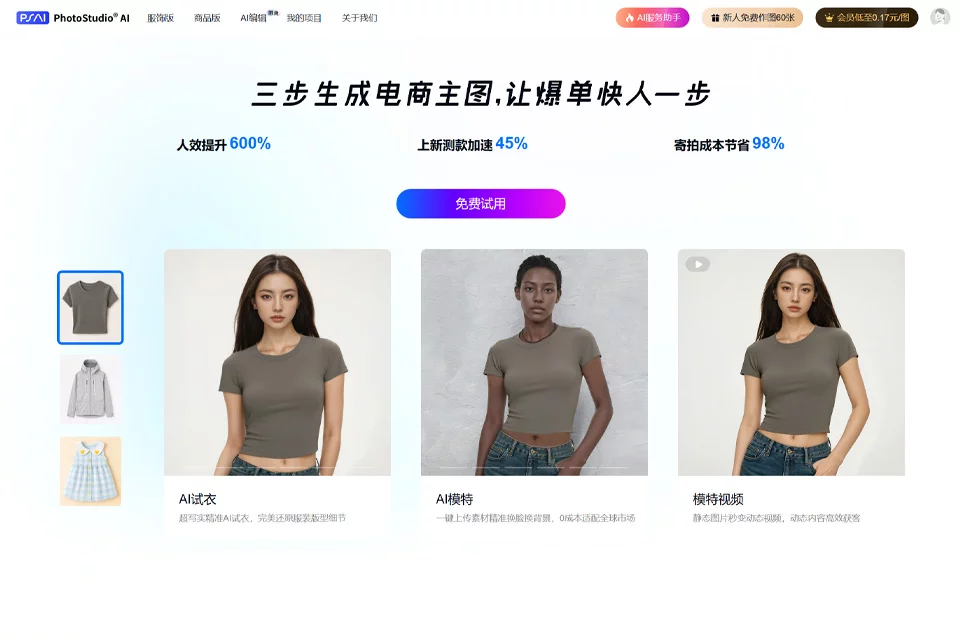 PSAI PhotoStudio® AI 服饰版 商品版 AI编辑 我的项目 关于我们 AI服务助手 新人免费作图60张 会员低至0.17元/图
三步生成电商主图,让爆单快人一步
人效提升 600% 上新测款加速 45% 寄拍成本节省 98%
免费试用
AI试衣
超写实精准AI试衣，完美还原服装版型细节
AI模特
一键上传素材精准换脸换背景，0成本适配全球市场
模特视频
静态图片秒变动态视频，动态内容高效获客